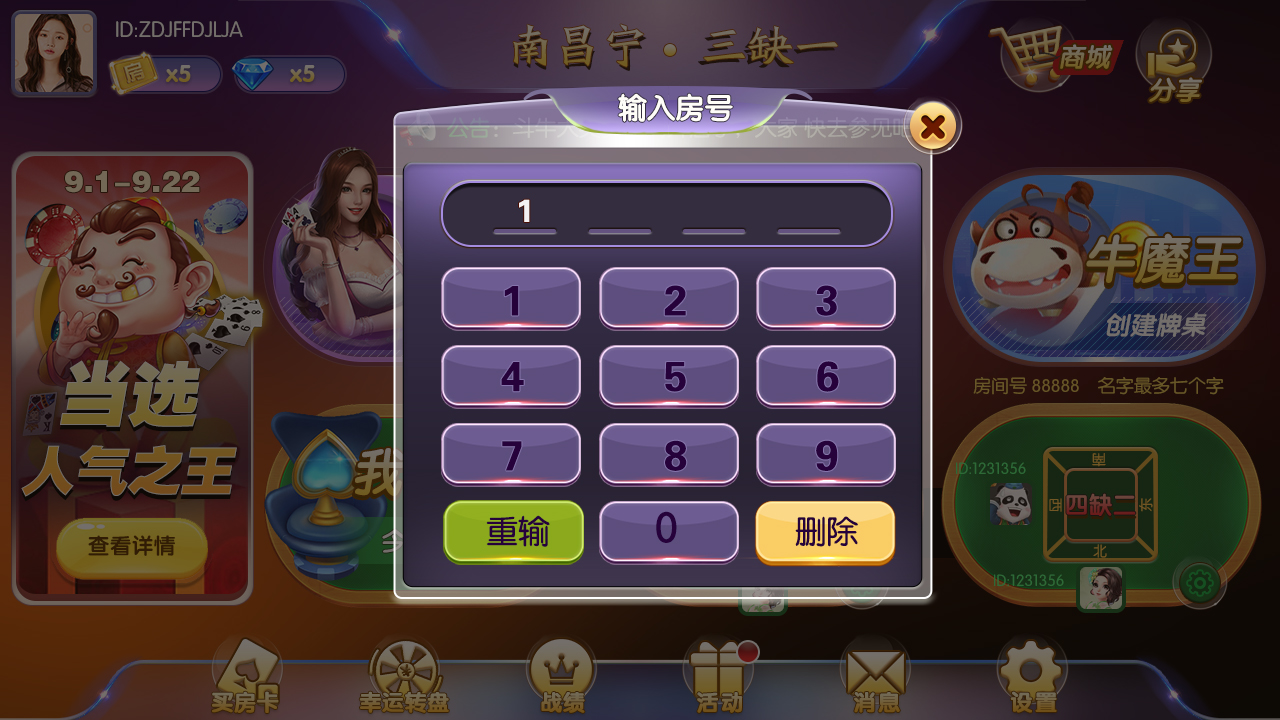 ID:ZDJFFDJLJA
x5
x5
南昌宁·三缺一
商城
分享
输入房号
公告：斗牛大
大家 快去参见吧
9.1-9.22
当选
人气之王
查看详情
1
1
2
3
4
5
6
7
8
9
重输
0
删除
牛魔王
创建牌桌
房间号 88888 名字最多七个字
ID:1231356
四缺二
北
ID:1231356
我
买房卡
幸运转盘
战绩
活动
消息
设置